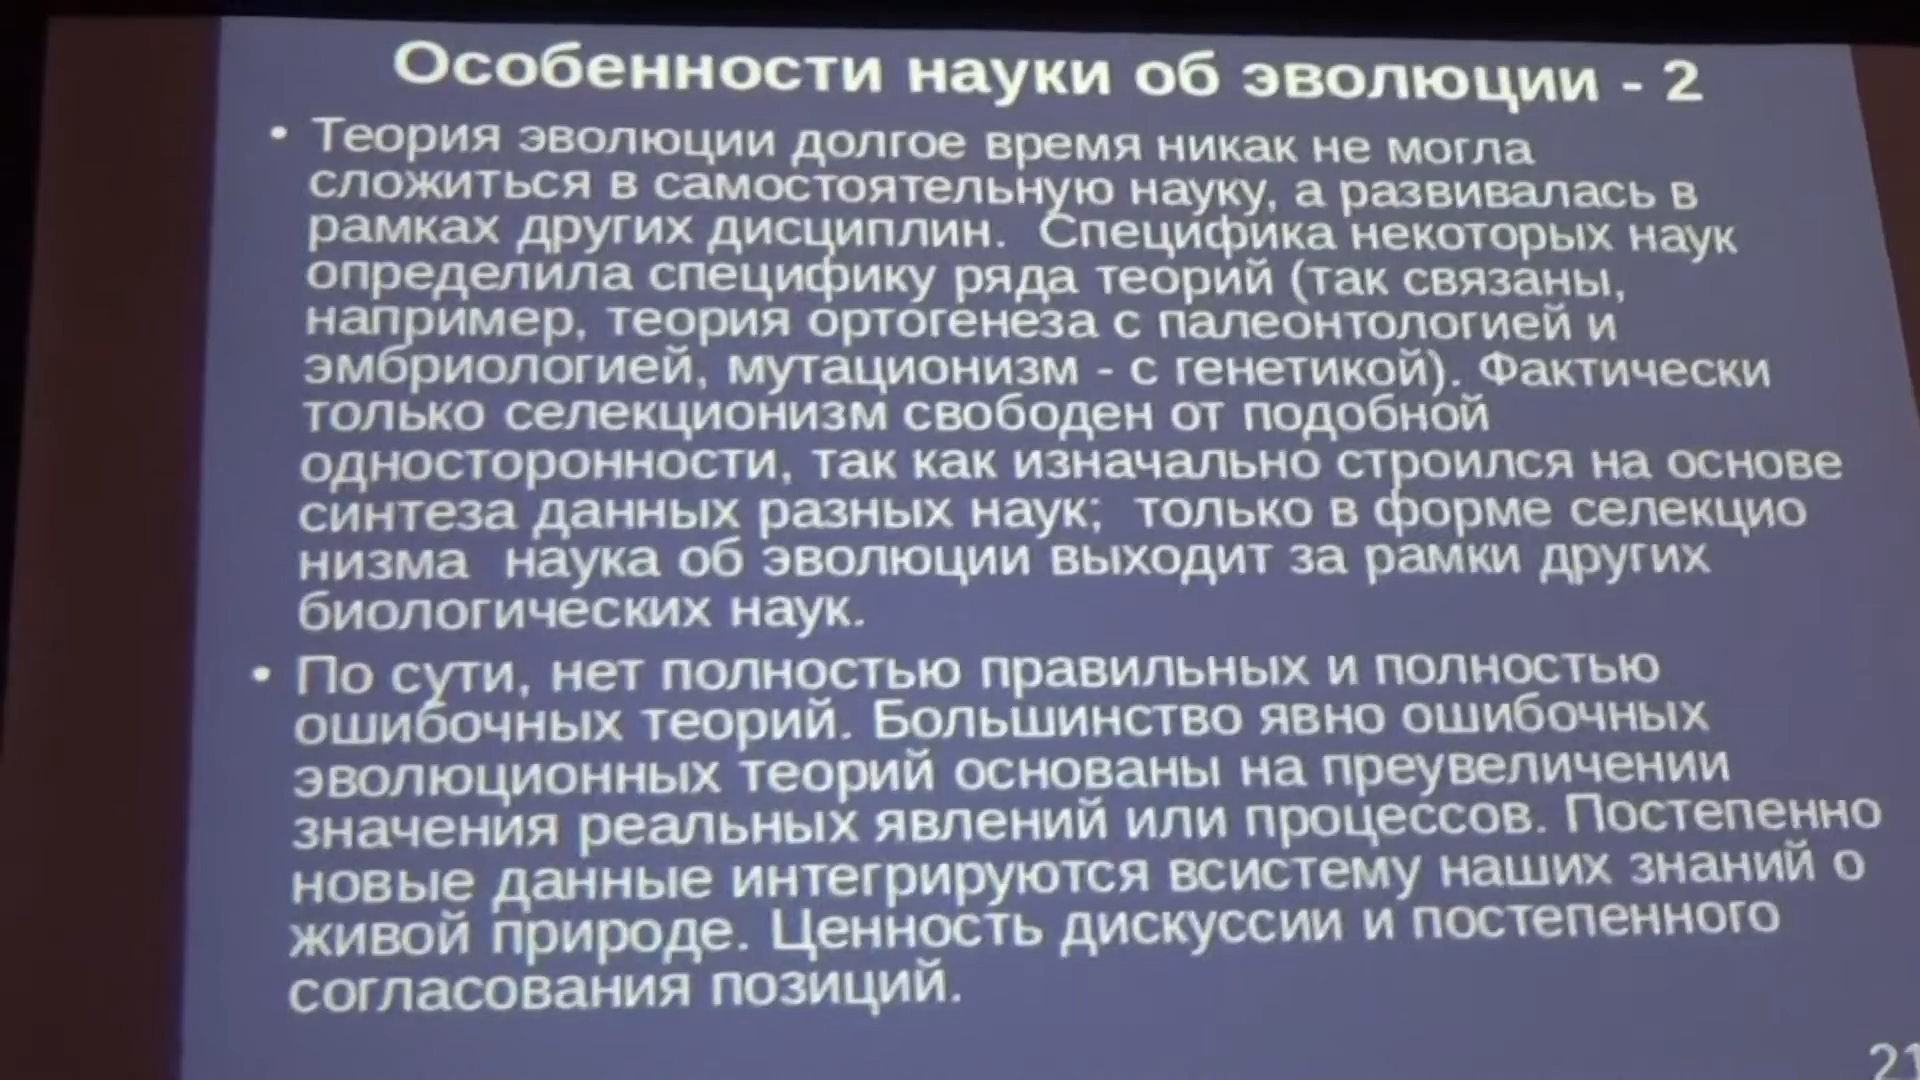 Особенности науки об эволюции - 2
• Теория эволюции долгое время никак не могла
сложиться в самостоятельную науку, а развивалась в
рамках других дисциплин.  Специфика некоторых наук
определила специфику ряда теорий (так связаны,
например, теория ортогенеза с палеонтологией и
эмбриологией, мутационизм - с генетикой). Фактически
только селекционизм свободен от подобной
односторонности, так как изначально строился на основе
синтеза данных разных наук;  только в форме селекцио
низма  наука об эволюции выходит за рамки других
биологических наук.
• По сути, нет полностью правильных и полностью
ошибочных теорий. Большинство явно ошибочных
эволюционных теорий основаны на преувеличении
значения реальных явлений или процессов. Постепенно
новые данные интегрируются всистему наших знаний о
живой природе. Ценность дискуссии и постепенного
согласования позиций.
21